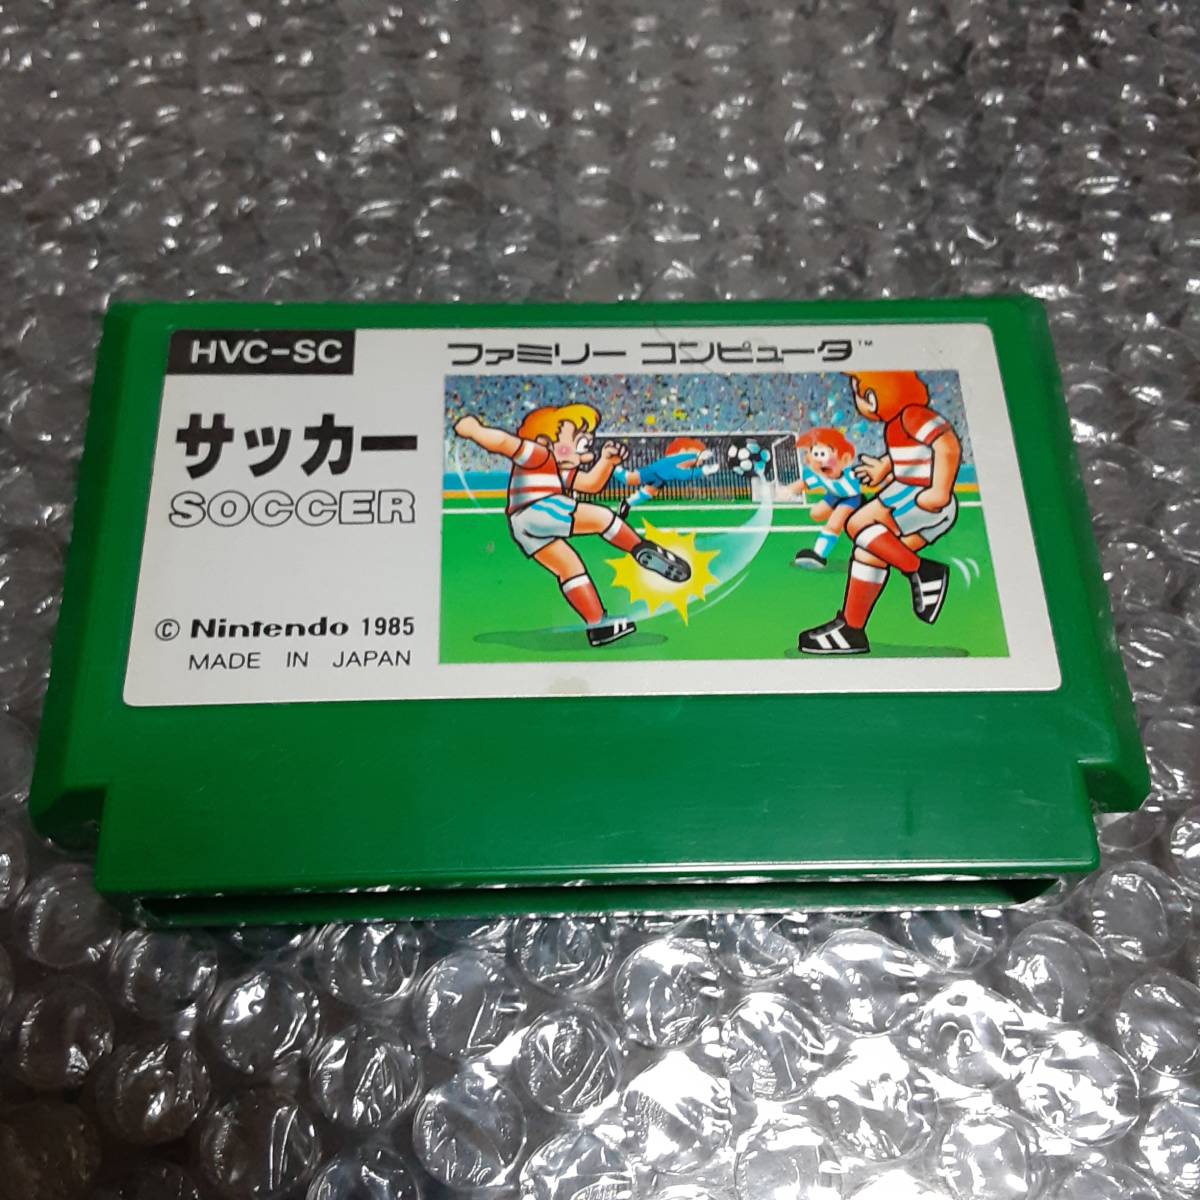 HVC-SC
ファミリー コンピュータ™
サッカー
SOCCER
© Nintendo 1985
MADE IN JAPAN